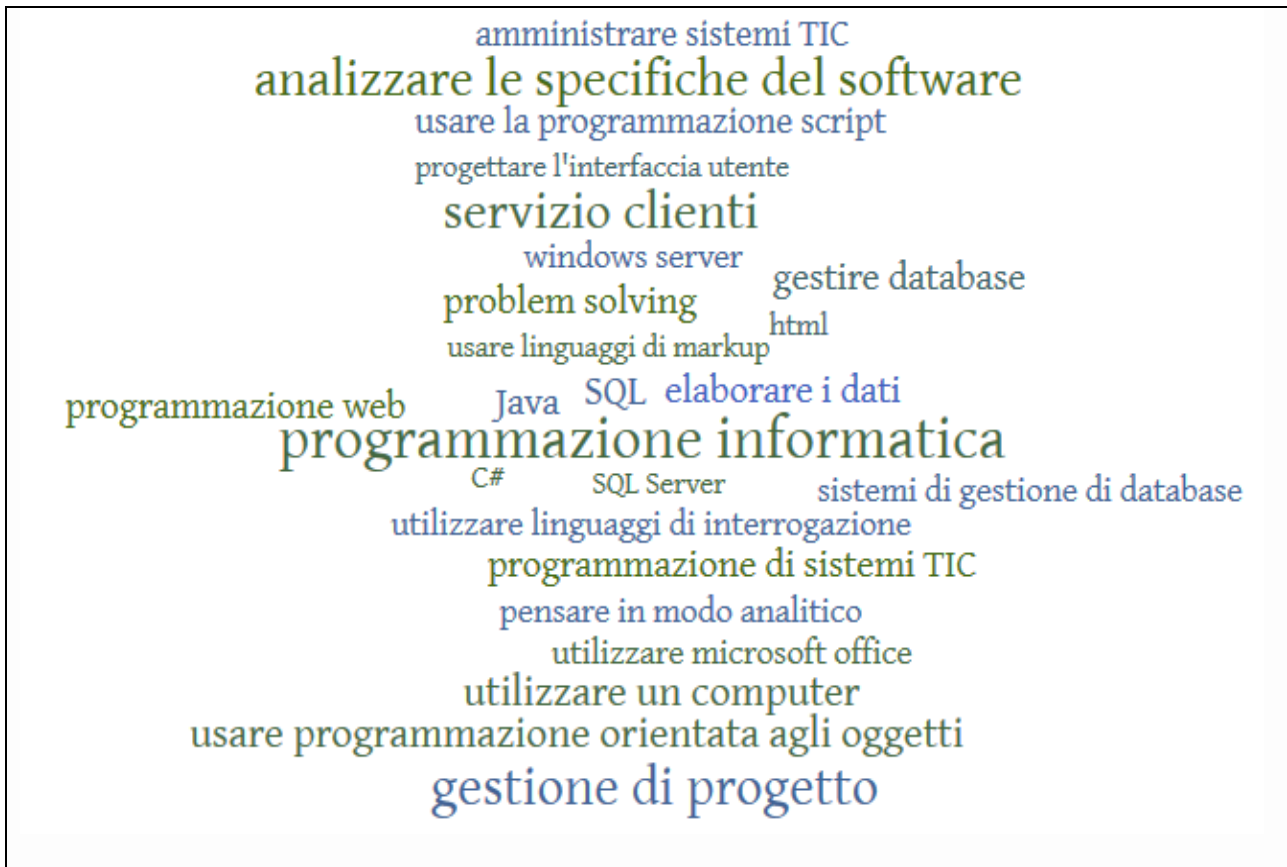 amministrare sistemi TIC
analizzare le specifiche del software
usare la programmazione script
progettare l'interfaccia utente
servizio clienti
windows server
gestire database
problem solving
html
usare linguaggi di markup
programmazione web
Java
SQL
elaborare i dati
programmazione informatica
C#
SQL Server
sistemi di gestione di database
utilizzare linguaggi di interrogazione
programmazione di sistemi TIC
pensare in modo analitico
utilizzare microsoft office
utilizzare un computer
usare programmazione orientata agli oggetti
gestione di progetto